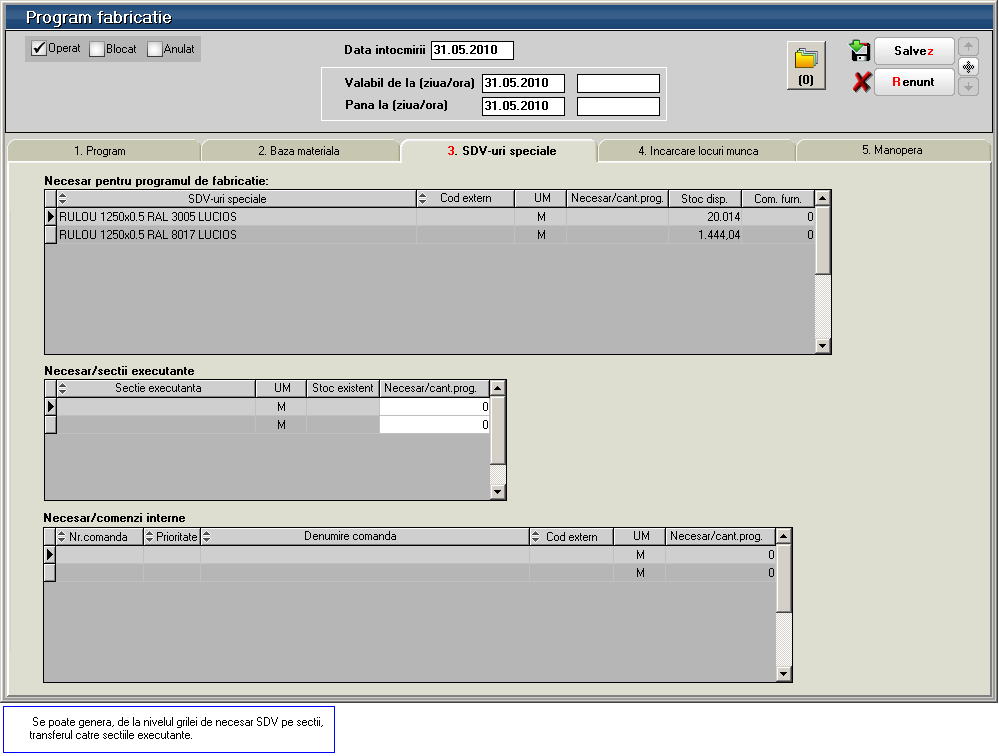 Program fabricatie
Operat Blocat Anulat
Data intocmirii 31.05.2010
Valabil de la (ziua/ora) 31.05.2010
Pana la (ziua/ora) 31.05.2010
(0)
Salvez
Renunt
1. Program 2. Baza materiala 3. SDV-uri speciale 4. Incarcare locuri munca 5. Manopera
Necesar pentru programul de fabricatie:
SDV-uri speciale Cod extern UM Necesar/cant.prog. Stoc disp. Com. furn.
RULOU 1250x0.5 RAL 3005 LUCIOS M 20.014 0
RULOU 1250x0.5 RAL 8017 LUCIOS M 1.444,04 0
Necesar/sectii executante
Sectie executanta UM Stoc existent Necesar/cant.prog.
M 0
M 0
Necesar/comenzi interne
Nr.comanda Prioritate Denumire comanda Cod extern UM Necesar/cant.prog.
M 0
M 0
Se poate genera, de la nivelul grilei de necesar SDV pe sectii,
transferul catre sectiile executante.